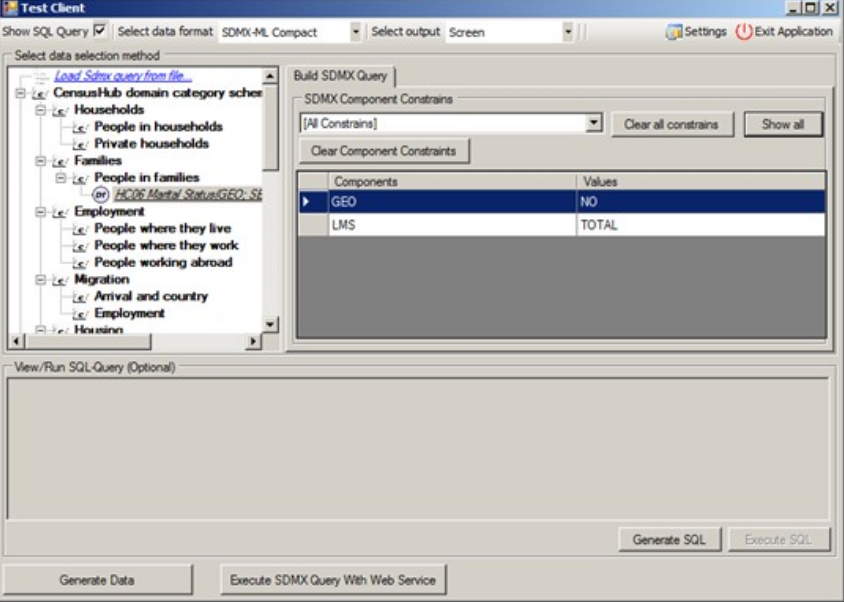 Test Client
Show SQL Query Select data format SDMX-ML Compact Select output Screen Settings Exit Application
Select data selection method
Load Sdmx query from file...
CensusHub domain category schem
Households
People in households
Private households
Families
People in families
HC06 Marital Status(GEO; SE
Employment
People where they live
People where they work
People working abroad
Migration
Arrival and country
Employment
Housing
Build SDMX Query
SDMX Component Constrains
[All Constrains] Clear all constrains Show all
Clear Component Constraints
Components Values
GEO NO
LMS TOTAL
View/Run SQL-Query (Optional)
Generate SQL Execute SQL
Generate Data Execute SDMX Query With Web Service